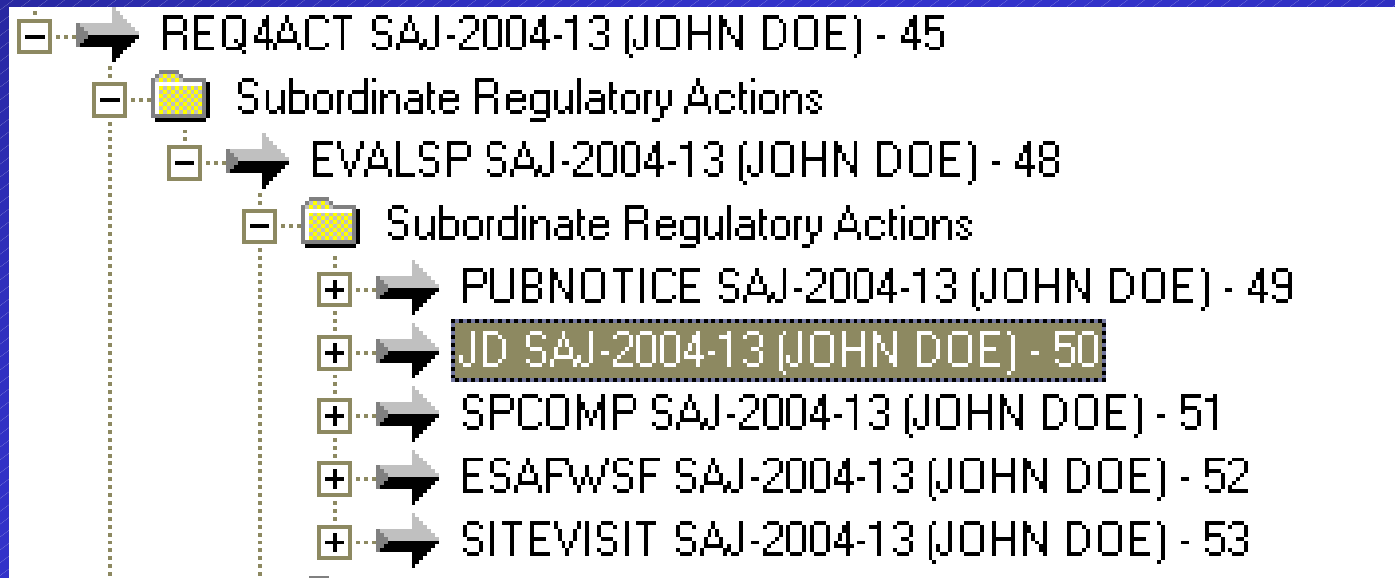 REQ4ACT SAJ-2004-13 (JOHN DOE) - 45
Subordinate Regulatory Actions
EVALSP SAJ-2004-13 (JOHN DOE) - 48
Subordinate Regulatory Actions
PUBNOTICE SAJ-2004-13 (JOHN DOE) - 49
JD SAJ-2004-13 (JOHN DOE) - 50
SPCOMP SAJ-2004-13 (JOHN DOE) - 51
ESAFWSF SAJ-2004-13 (JOHN DOE) - 52
SITEVISIT SAJ-2004-13 (JOHN DOE) - 53